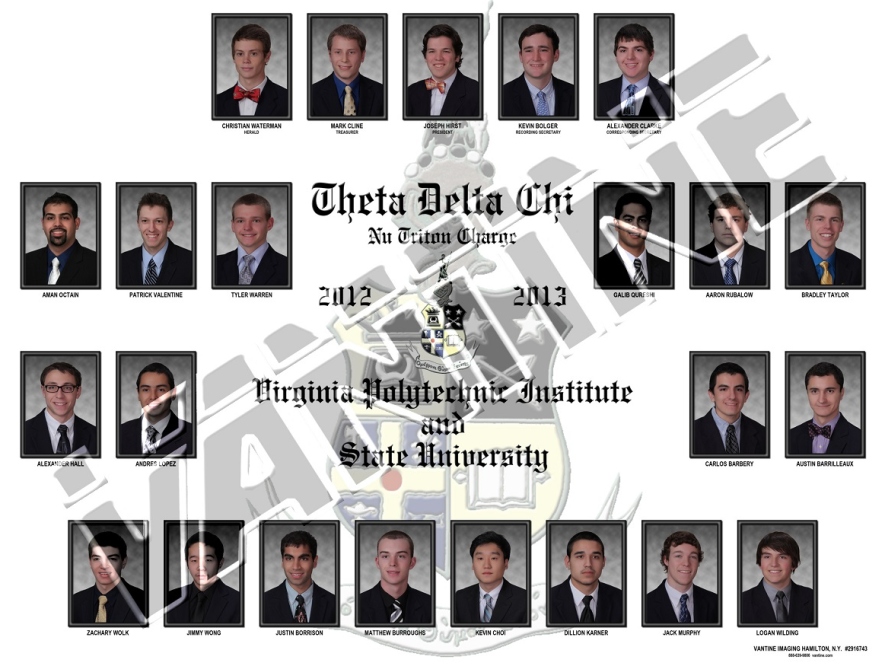 CHRISTIAN WATERMAN
HERALD
MARK CLINE
TREASURER
JOSEPH HIRST
PRESIDENT
KEVIN BOLGER
RECORDING SECRETARY
ALEXANDER CLARKE
CORRESPONDING SECRETARY
Theta Delta Chi
Nu Triton Charge
2012 2013
AMAN OCTAIN
PATRICK VALENTINE
TYLER WARREN
GALIB QURESHI
AARON RUBALOW
BRADLEY TAYLOR
Virginia Polytechnic Institute
and
State University
ALEXANDER HALL
ANDRES LOPEZ
CARLOS BARBERY
AUSTIN BARRILLEAUX
ZACHARY WOLK
JIMMY WONG
JUSTIN BORRISON
MATTHEW BURROUGHS
KEVIN CHOI
DILLION KARNER
JACK MURPHY
LOGAN WILDING
VANTINE
VANTINE IMAGING HAMILTON, N.Y. #2916743
vantine.com